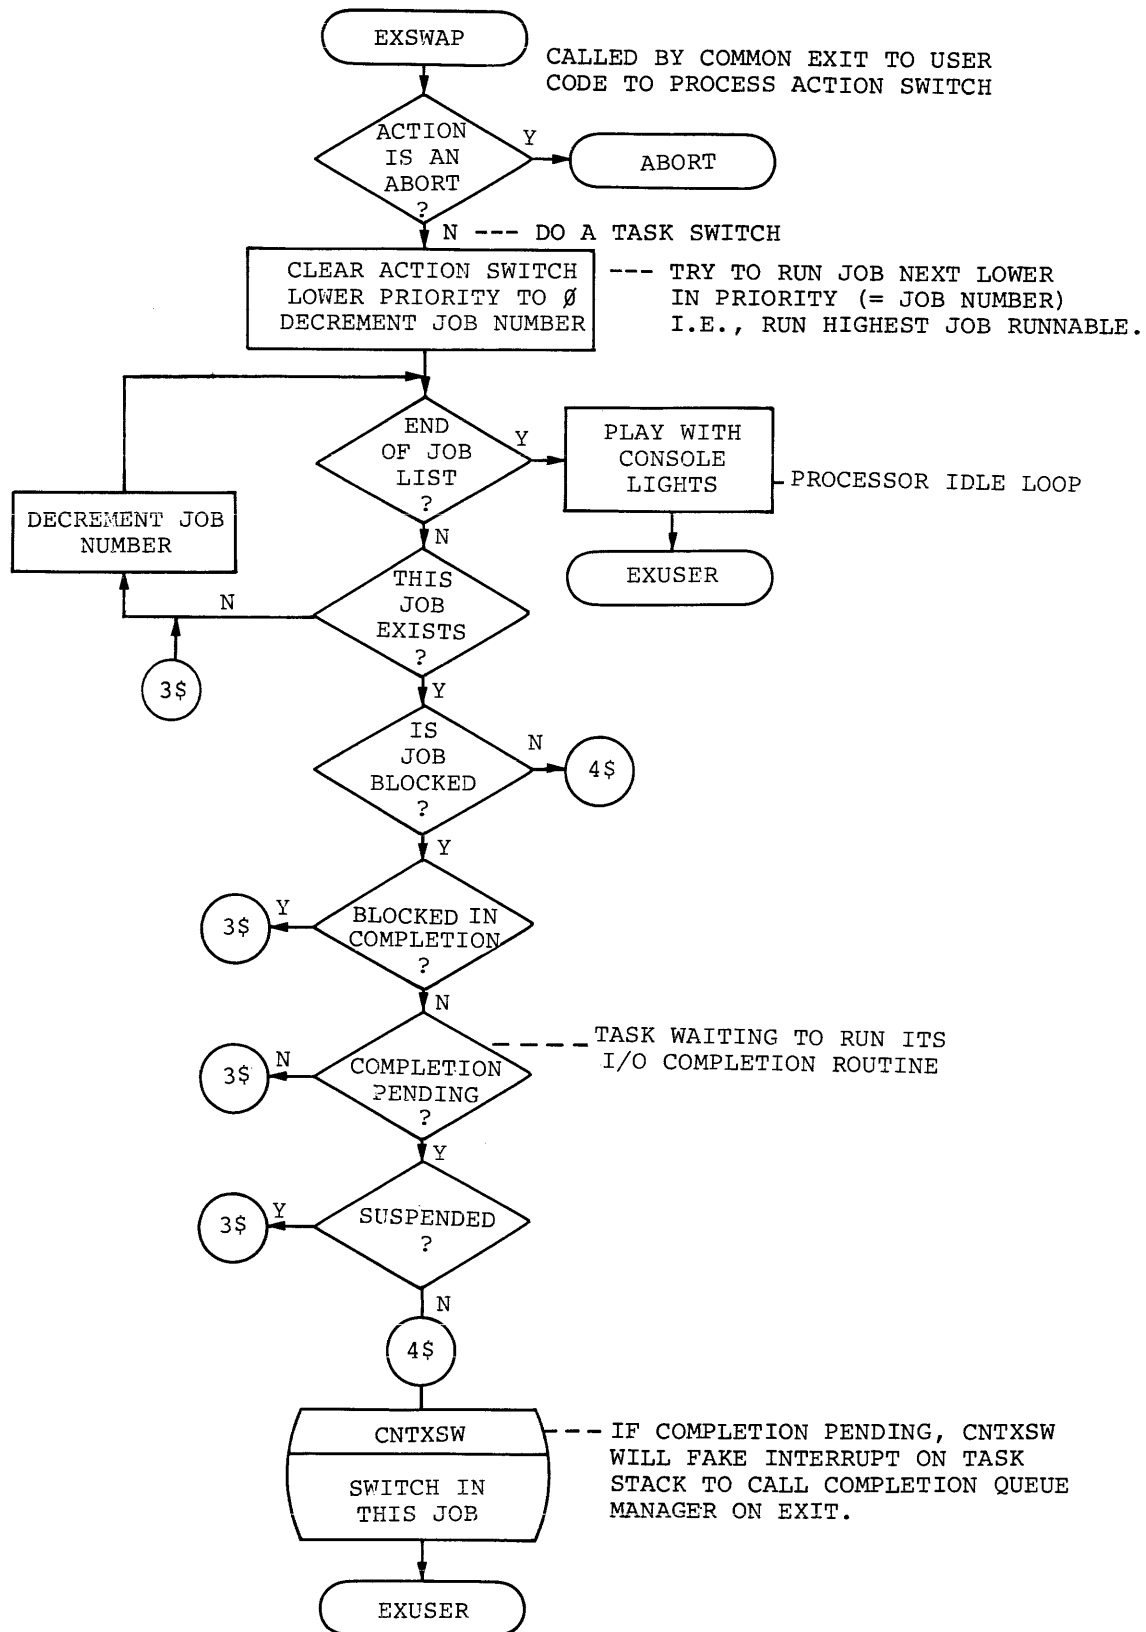 EXSWAP
CALLED BY COMMON EXIT TO USER
CODE TO PROCESS ACTION SWITCH
ACTION
IS AN
ABORT
?
Y
ABORT
N --- DO A TASK SWITCH
CLEAR ACTION SWITCH
LOWER PRIORITY TO Ø
DECREMENT JOB NUMBER
--- TRY TO RUN JOB NEXT LOWER
IN PRIORITY (= JOB NUMBER)
I.E., RUN HIGHEST JOB RUNNABLE.
END
OF JOB
LIST
?
Y
PLAY WITH
CONSOLE
LIGHTS
PROCESSOR IDLE LOOP
DECREMENT JOB
NUMBER
N
EXUSER
THIS
JOB
EXISTS
?
N
3$
Y
IS
JOB
BLOCKED
?
N
4$
Y
BLOCKED IN
COMPLETION
?
Y
3$
N
TASK WAITING TO RUN ITS
I/O COMPLETION ROUTINE
COMPLETION
PENDING
?
N
3$
Y
SUSPENDED
?
Y
3$
N
4$
CNTXSW
SWITCH IN
THIS JOB
--- IF COMPLETION PENDING, CNTXSW
WILL FAKE INTERRUPT ON TASK
STACK TO CALL COMPLETION QUEUE
MANAGER ON EXIT.
EXUSER